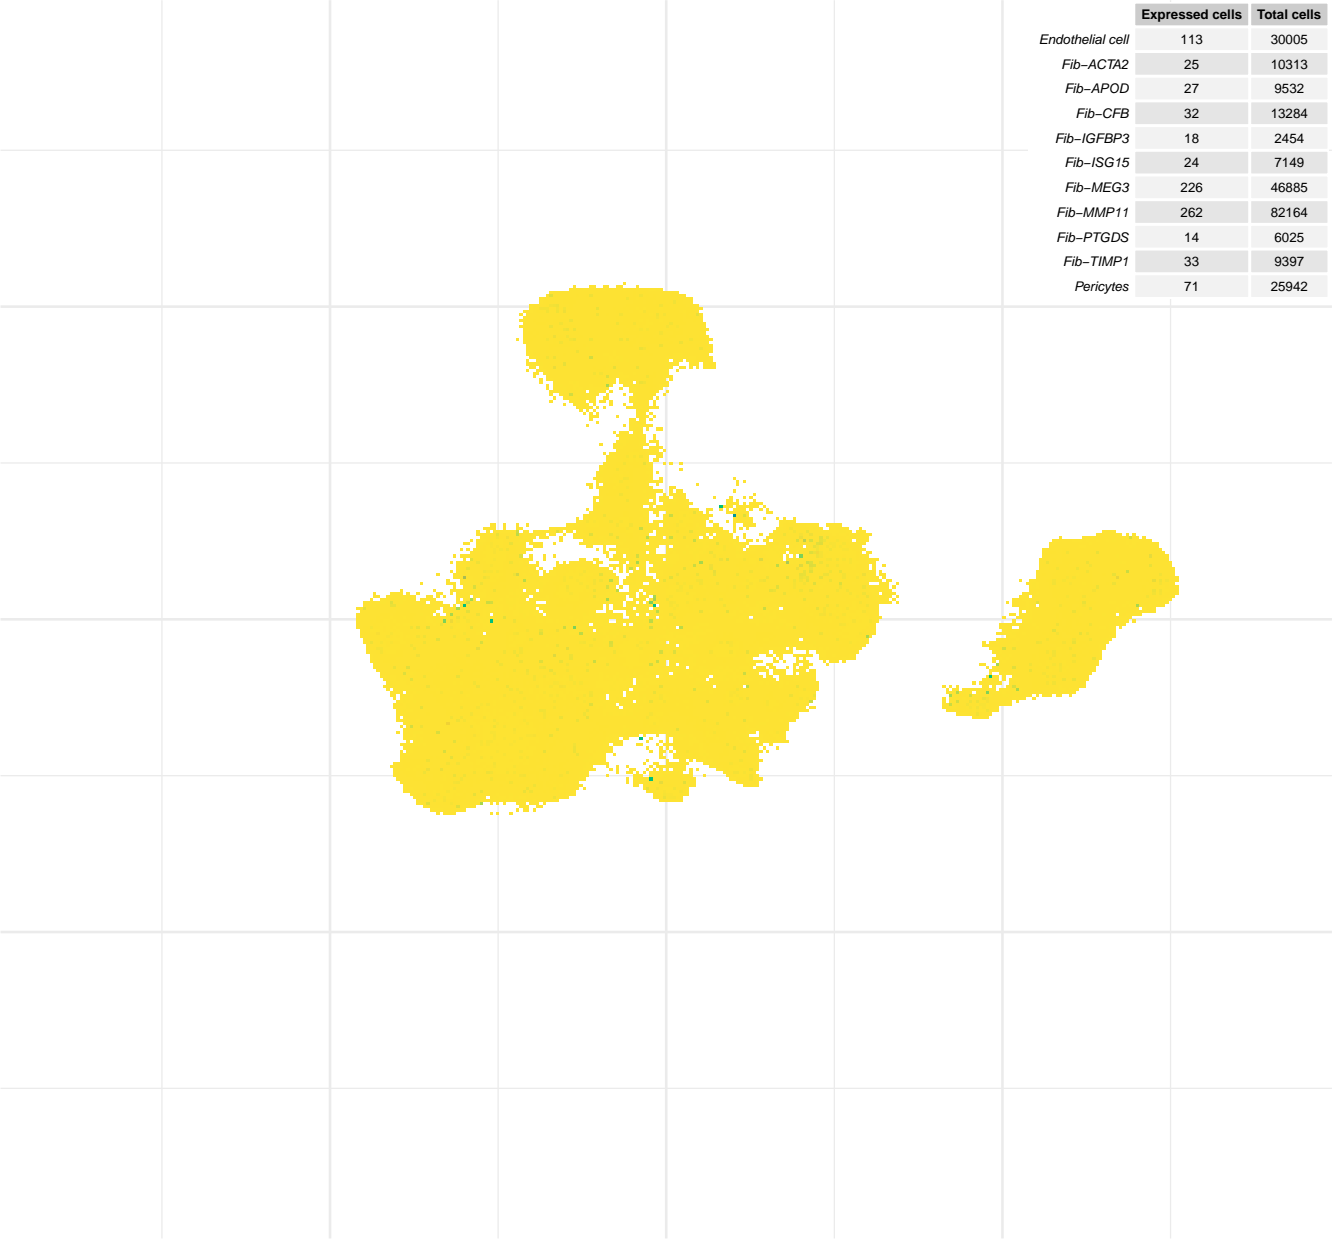 Expressed cells Total cells
Endothelial cell 113 30005
Fib−ACTA2 25 10313
Fib−APOD 27 9532
Fib−CFB 32 13284
Fib−IGFBP3 18 2454
Fib−ISG15 24 7149
Fib−MEG3 226 46885
Fib−MMP11 262 82164
Fib−PTGDS 14 6025
Fib−TIMP1 33 9397
Pericytes 71 25942